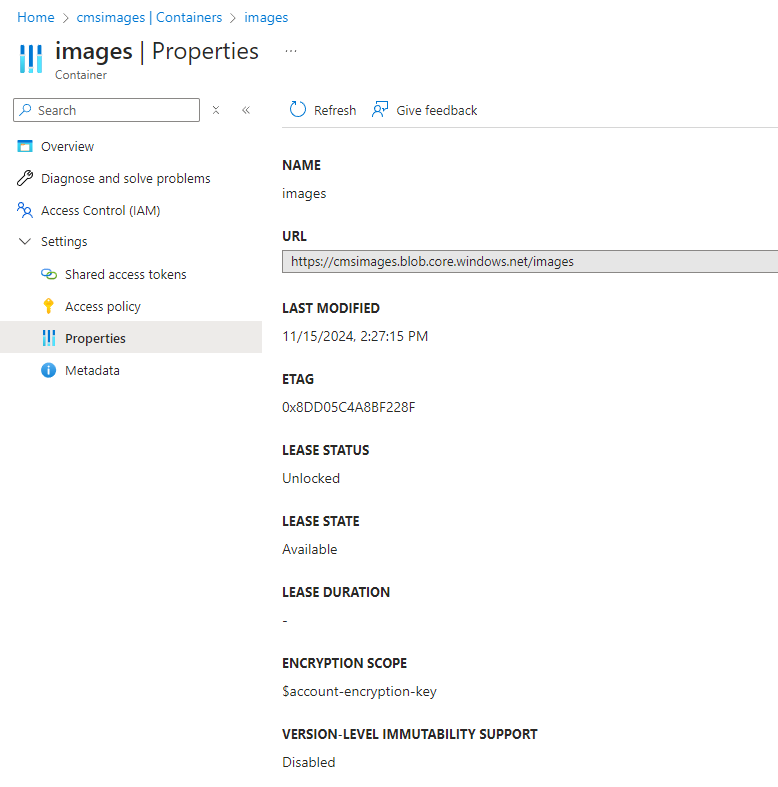 Home > cmsimages | Containers > images
images | Properties ...
Container
Search
Refresh
Give feedback
Overview
Diagnose and solve problems
Access Control (IAM)
Settings
Shared access tokens
Access policy
Properties
Metadata
NAME
images
URL
https://cmsimages.blob.core.windows.net/images
LAST MODIFIED
11/15/2024, 2:27:15 PM
ETAG
0x8DD05C4A8BF228F
LEASE STATUS
Unlocked
LEASE STATE
Available
LEASE DURATION
-
ENCRYPTION SCOPE
$account-encryption-key
VERSION-LEVEL IMMUTABILITY SUPPORT
Disabled